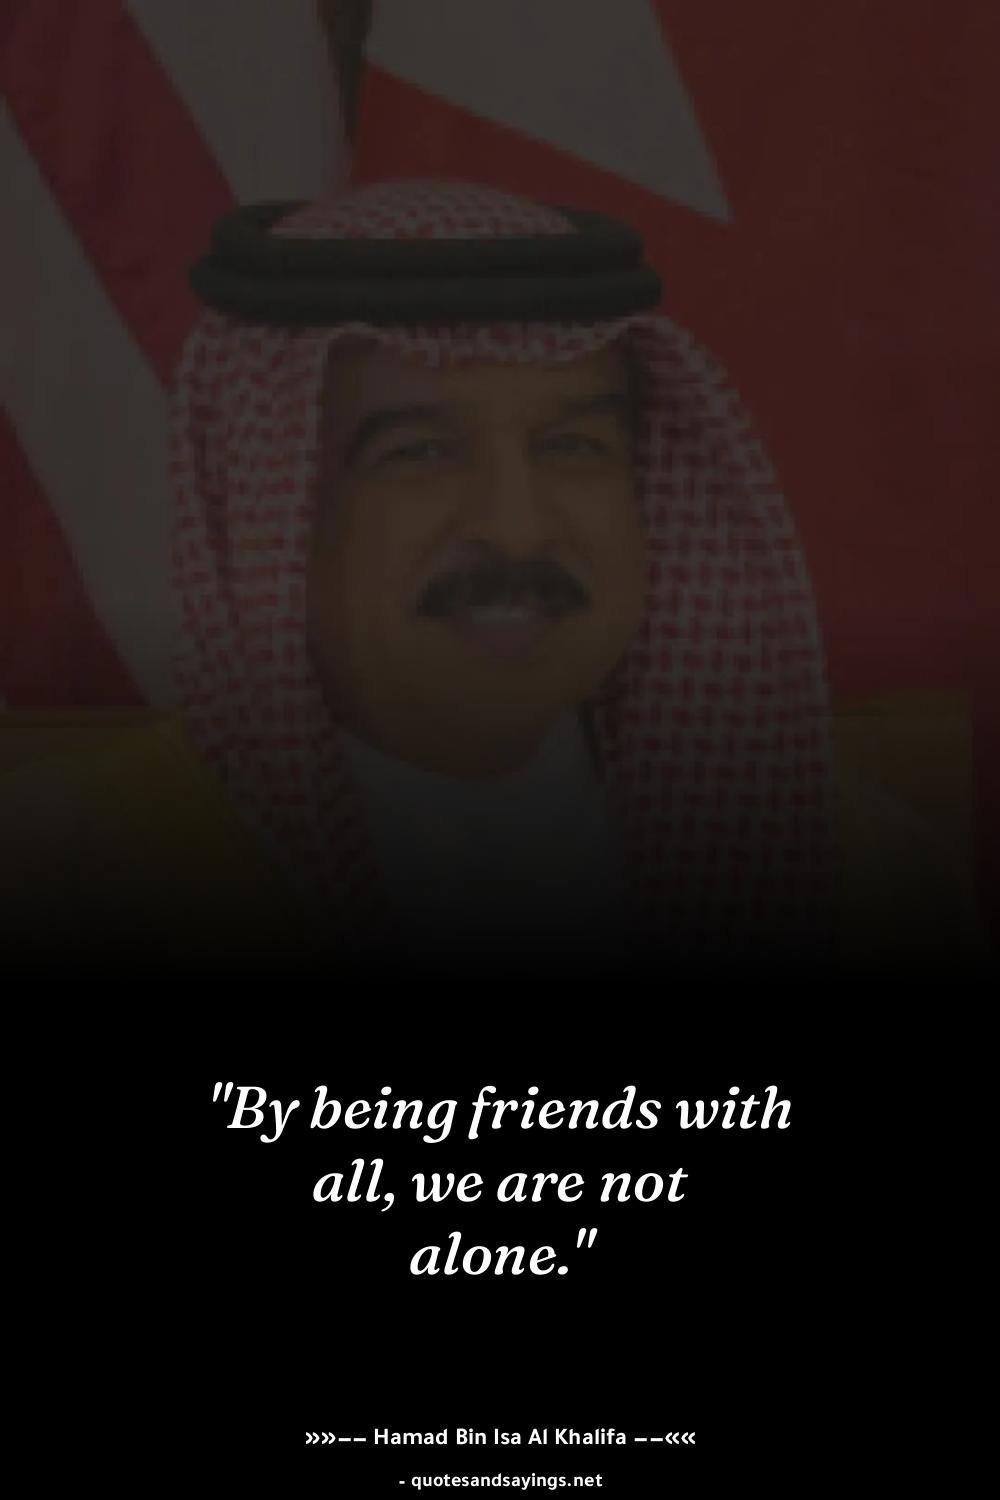 "By being friends with
all, we are not
alone."
»»−− Hamad Bin Isa Al Khalifa −−««
- quotesandsayings.net